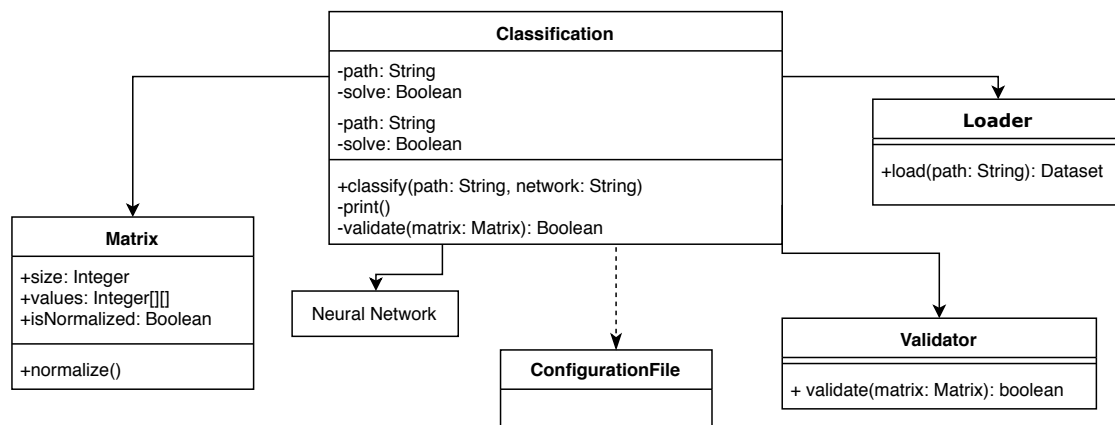 Classification
-path: String
-solve: Boolean
-path: String
-solve: Boolean
+classify(path: String, network: String)
-print()
-validate(matrix: Matrix): Boolean
Loader
+load(path: String): Dataset
Matrix
+size: Integer
+values: Integer[][]
+isNormalized: Boolean
+normalize()
Neural Network
ConfigurationFile
Validator
+ validate(matrix: Matrix): boolean